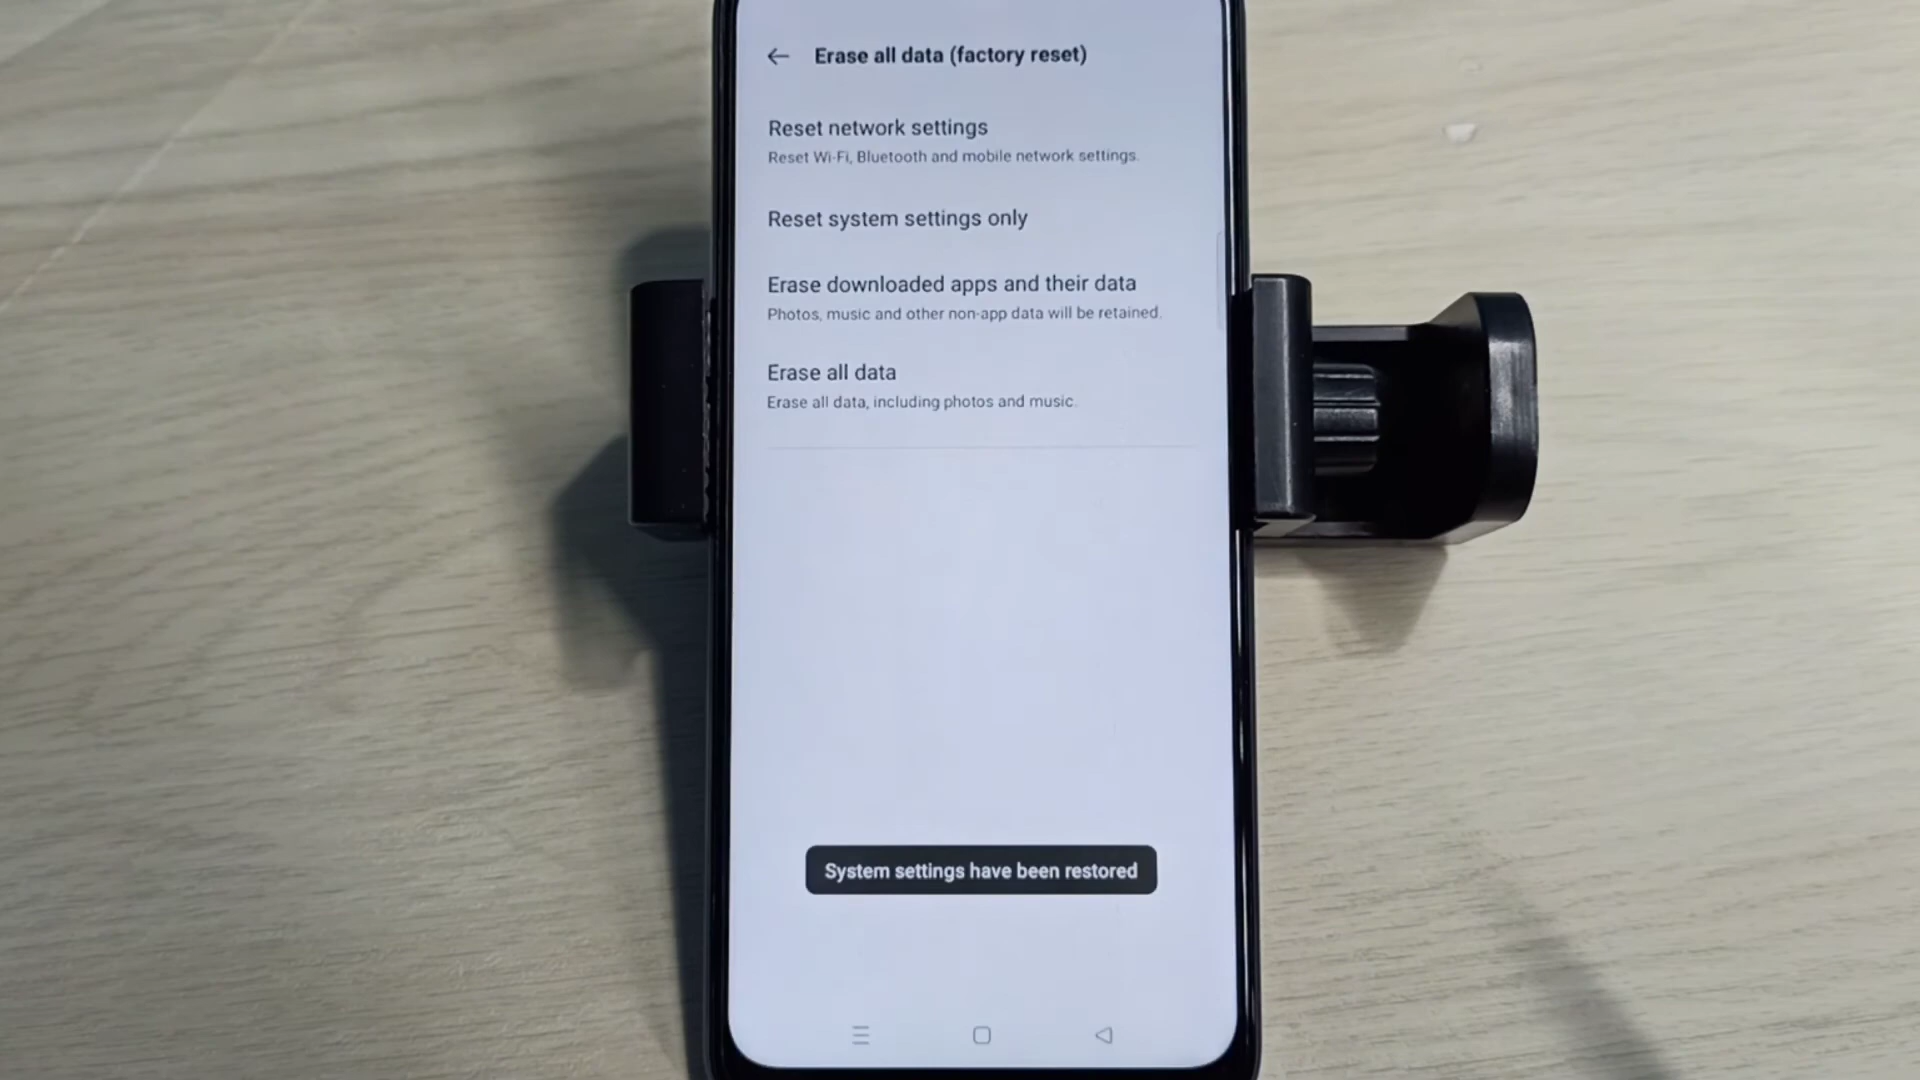 Erase all data (factory reset)
Reset network settings
Reset Wi-Fi, Bluetooth and mobile network settings.
Reset system settings only
Erase downloaded apps and their data
Photos, music and other non-app data will be retained.
Erase all data
Erase all data, including photos and music.
System settings have been restored